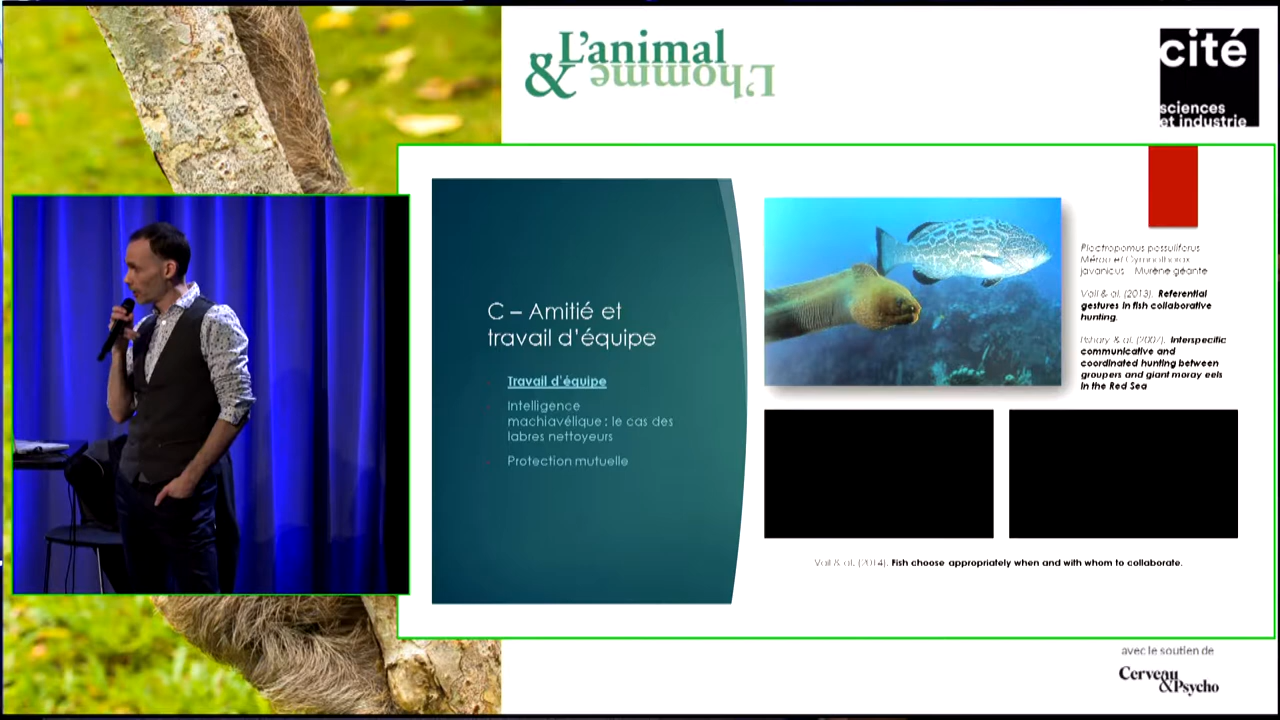 L'animal
& L'homme
cité
sciences
et industrie
C – Amitié et
travail d'équipe
Travail d'équipe
Intelligence
machiavélique : le cas des
labres nettoyeurs
Protection mutuelle
Plectropomus pessuliferus
Mérou et Gymnothorax
javanicus Murène géante
Vail & al. (2013). Referential
gestures in fish collaborative
hunting.
Bshary & al. (2007). Interspecific
communicative and
coordinated hunting between
groupers and giant moray eels
in the Red Sea
Vail & al. (2014). Fish choose appropriately when and with whom to collaborate.
avec le soutien de
Cerveau
&Psycho